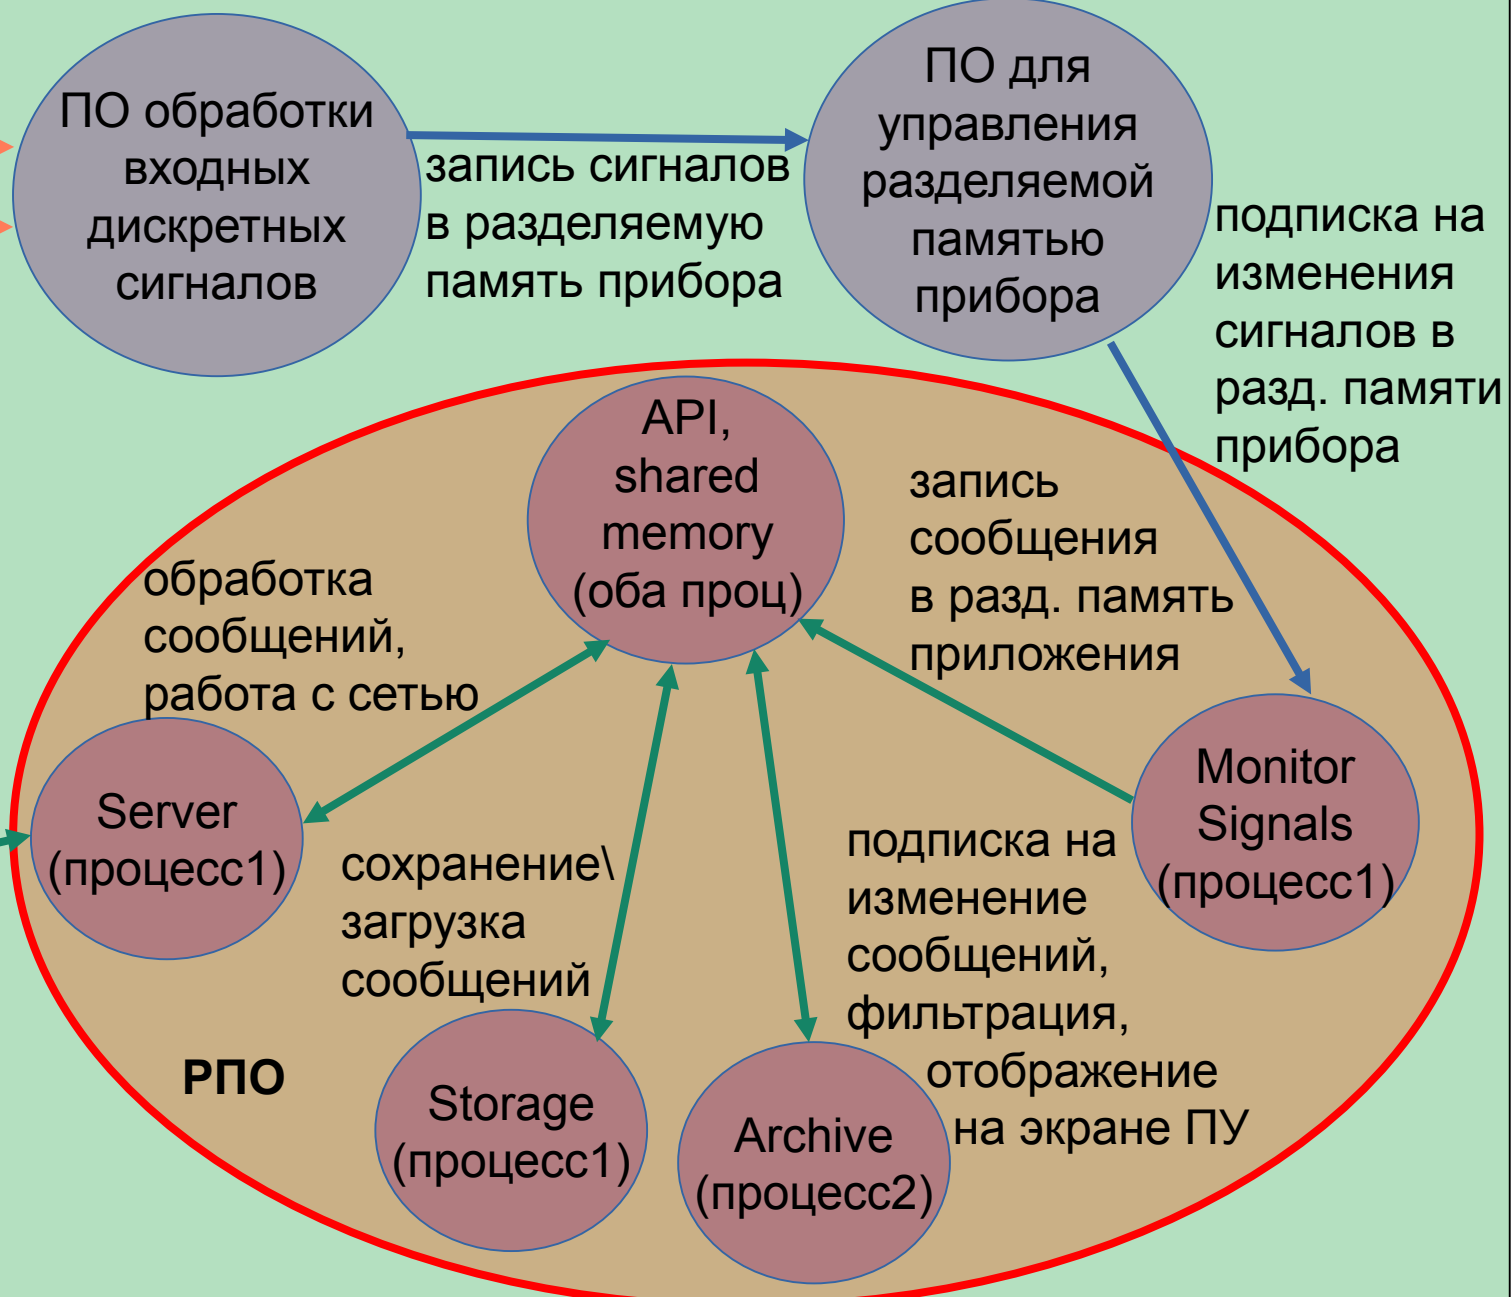 ПО обработки
входных
дискретных
сигналов
запись сигналов
в разделяемую
память прибора
ПО для
управления
разделяемой
памятью
прибора
подписка на
изменения
сигналов в
разд. памяти
прибора
API,
shared
memory
(оба проц)
запись
сообщения
в разд. память
приложения
обработка
сообщений,
работа с сетью
Server
(процесс1)
Monitor
Signals
(процесс1)
сохранение\
загрузка
сообщений
подписка на
изменение
сообщений,
фильтрация,
отображение
на экране ПУ
РПО
Storage
(процесс1)
Archive
(процесс2)